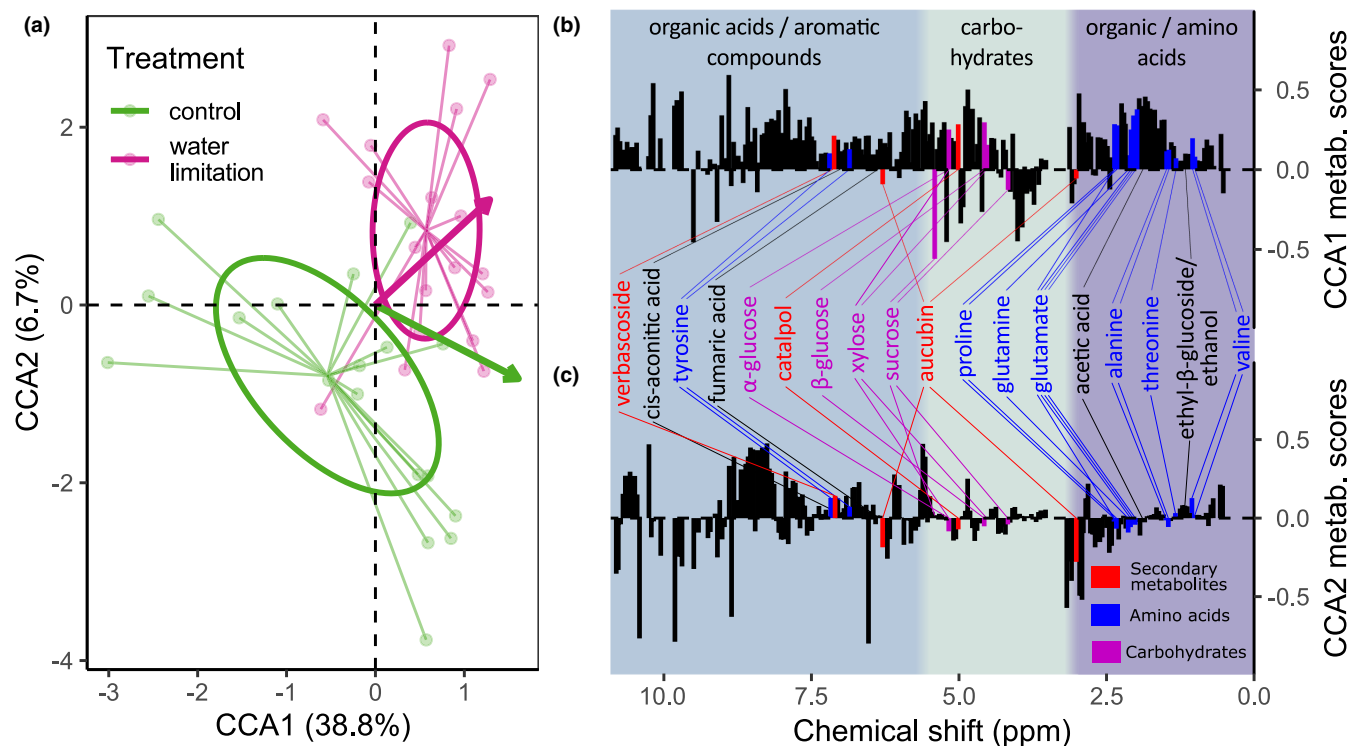 (a)
Treatment
control
water
limitation
2
0
-2
-4
-3
-2
-1
0
1
CCA1 (38.8%)
CCA2 (6.7%)
(b)
organic acids / aromatic
compounds
carbo-
hydrates
organic / amino
acids
0.5
0.0
-0.5
CCA1 metab. scores
verbascoside
cis-aconitic acid
tyrosine
fumaric acid
α-glucose
catalpol
β-glucose
xylose
sucrose
aucubin
proline
glutamine
glutamate
acetic acid
alanine
threonine
ethyl-β-glucoside/
ethanol
valine
(c)
0.5
0.0
-0.5
CCA2 metab. scores
Secondary
metabolites
Amino acids
Carbohydrates
10.0
7.5
5.0
2.5
0.0
Chemical shift (ppm)